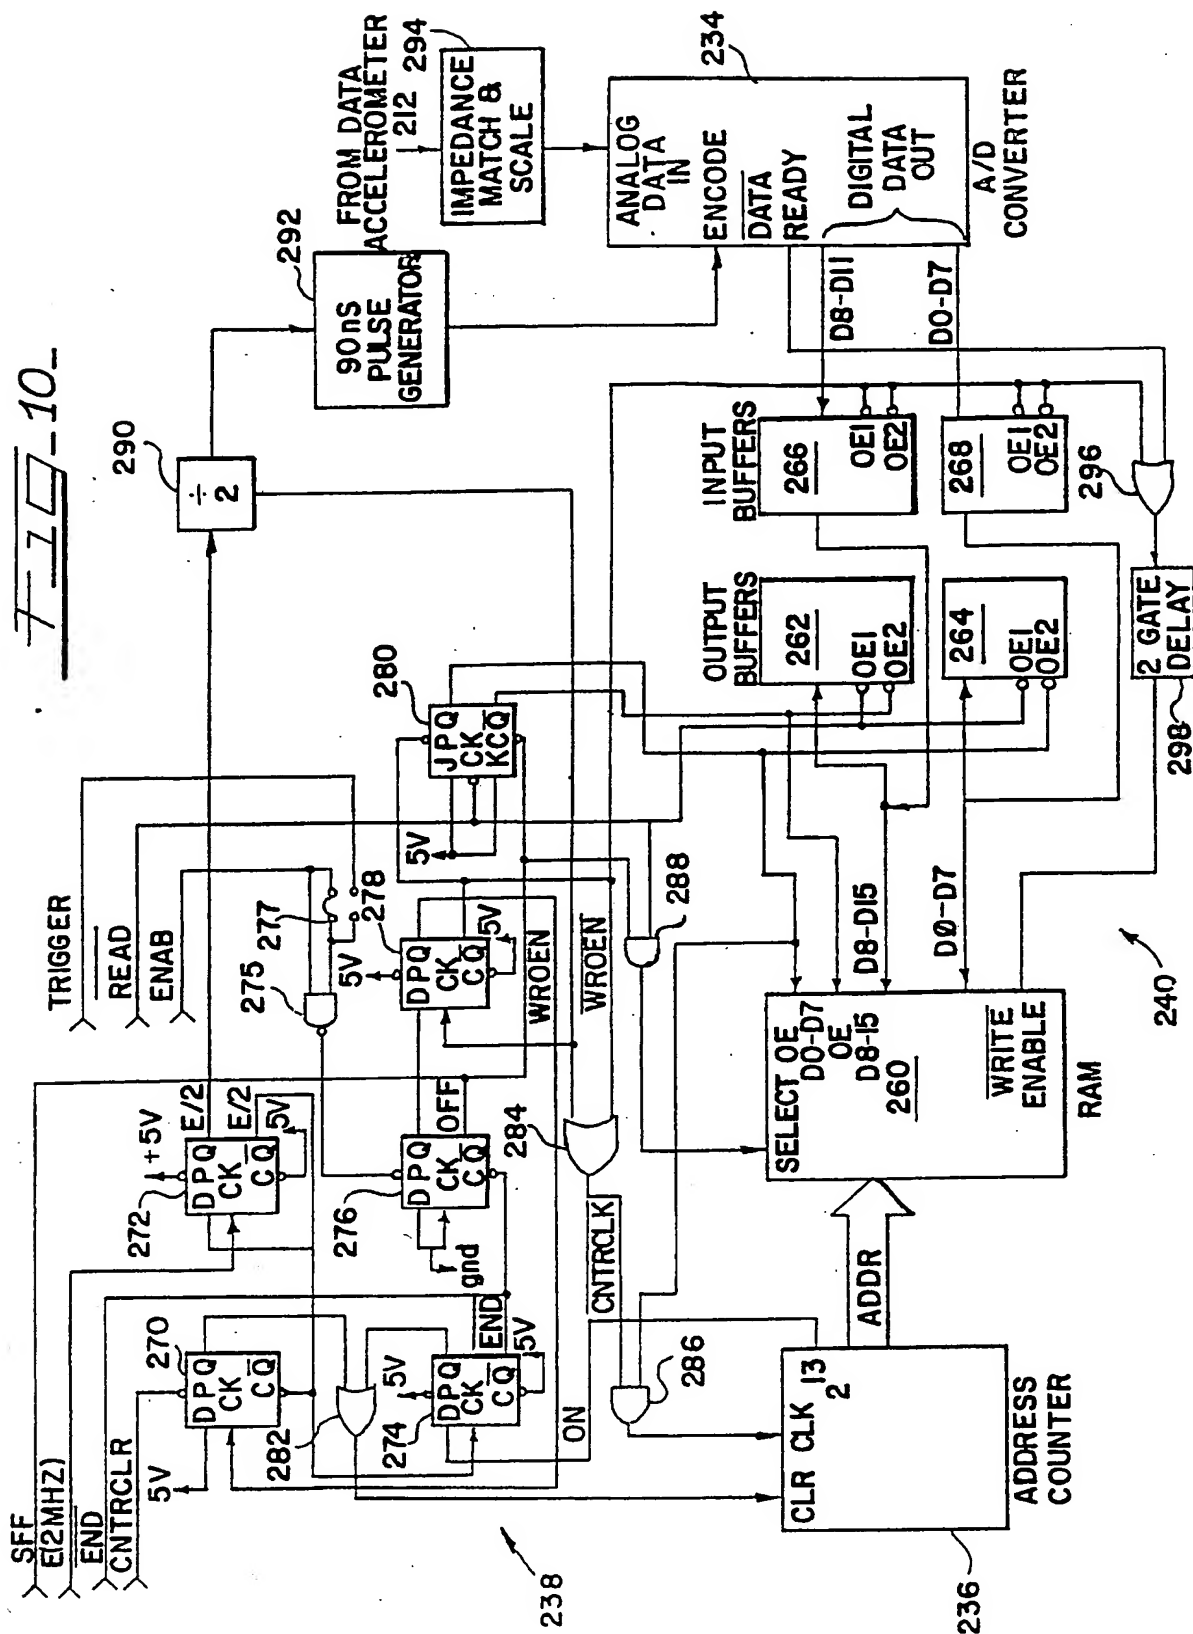 Fig-10-
SFF
E(2MHZ)
END
CNTRCLR
TRIGGER
READ
ENAB
5V
270
D P Q
CK
C Q
272
+5V
D P Q
CK
C Q
E/2
E/2
5V
275
277
278
5V
D P Q
CK
C Q
5V
280
5V
J P Q
CK
K C Q
290
÷
2
292
90nS
PULSE
GENERATOR
FROM DATA
ACCELEROMETER
212
294
IMPEDANCE
MATCH &
SCALE
282
274
5V
D P Q
CK
C Q
END
5V
276
D P Q
CK
C Q
OFF
gnd
WROEN
WROEN
284
CNTRCLK
ON
286
288
238
CLR CLK
13
2
ADDRESS
COUNTER
236
ADDR
SELECT OE
D0-D7
OE
D8-15
260
WRITE
ENABLE
RAM
240
D8-D15
DØ-D7
OUTPUT
BUFFERS
262
OE1
OE2
264
OE1
OE2
INPUT
BUFFERS
266
OE1
OE2
268
OE1
OE2
D8-D11
DO-D7
234
ANALOG
DATA
IN
ENCODE
DATA
READY
DIGITAL
DATA
OUT
A/D
CONVERTER
296
2 GATE
DELAY
298